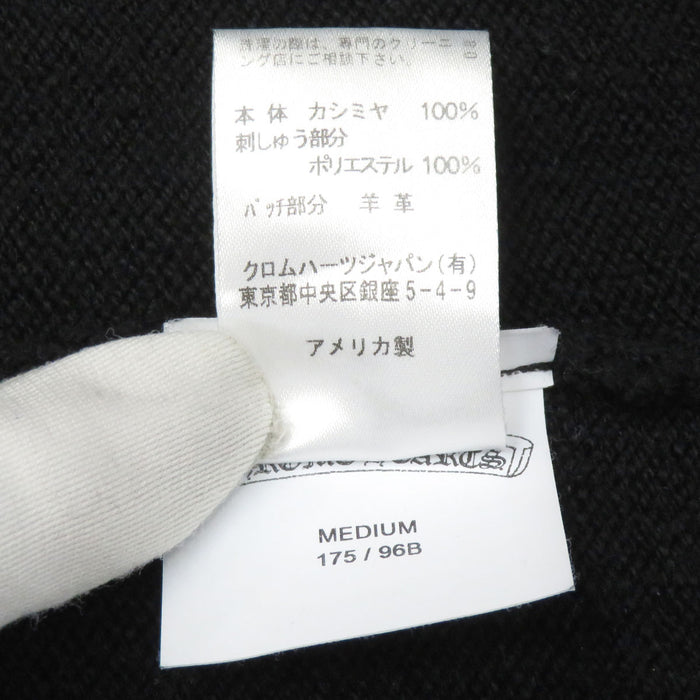 洗濯の際は、専門のクリーニ
ング店にご相談下さい。
本体 カシミヤ 100%
刺しゅう部分
ポリエステル 100%
パッチ部分 羊革
クロムハーツジャパン(有)
東京都中央区銀座5-4-9
アメリカ製
MEDIUM
175 / 96B